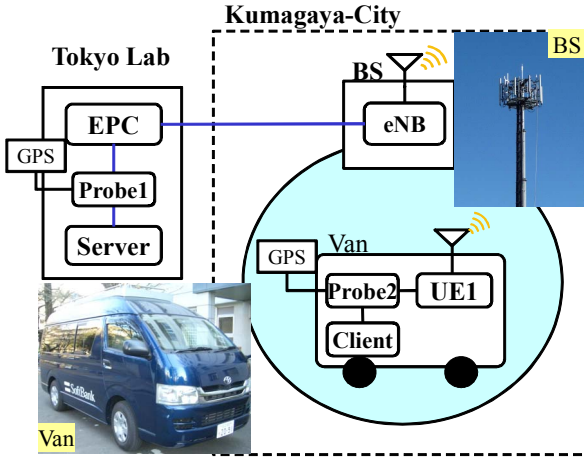 Kumagaya-City
Tokyo Lab
BS
BS
EPC
eNB
GPS
Probe1
Server
Van
GPS
Probe2
UE1
Client
SoftBank
Van